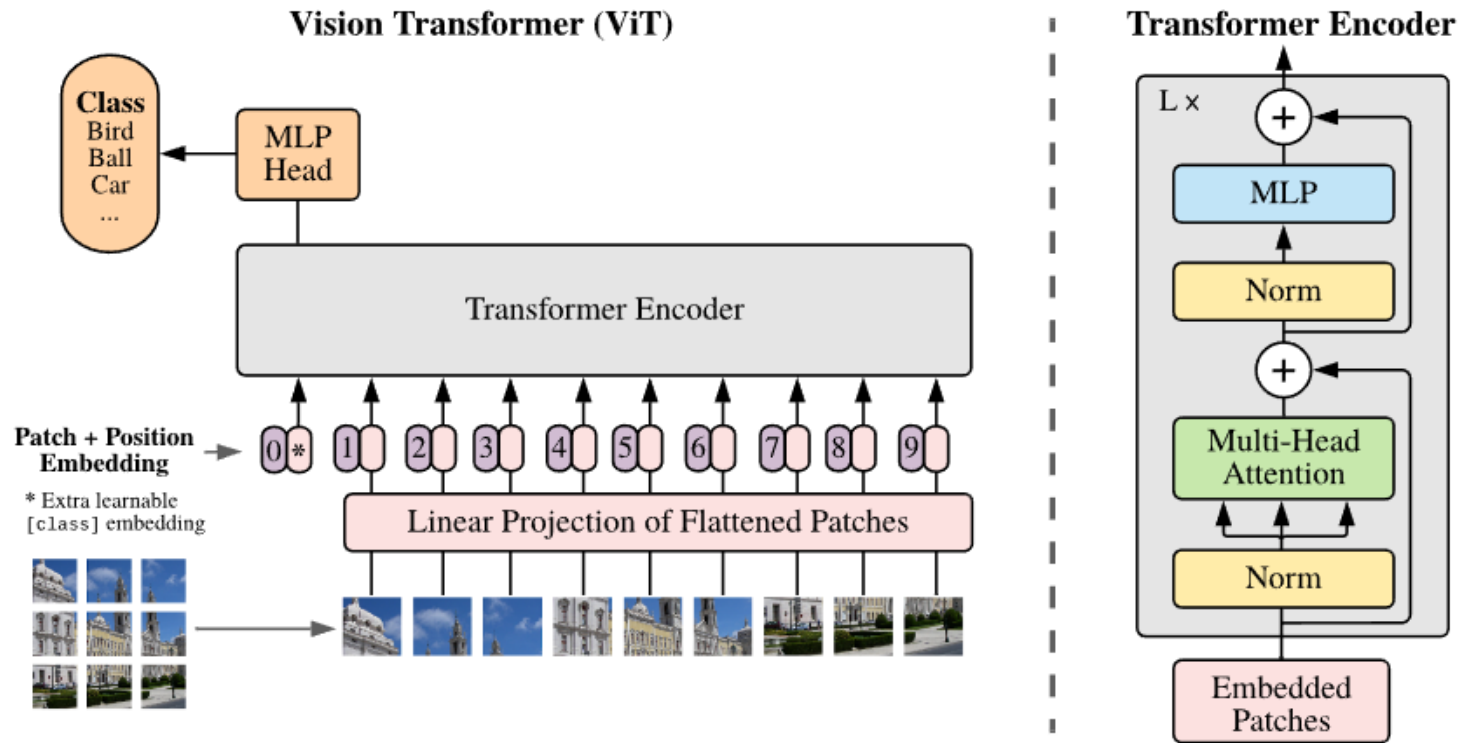 Vision Transformer (ViT)
Class
Bird
Ball
Car
...
MLP
Head
Transformer Encoder
Patch + Position
Embedding
0 * 1 2 3 4 5 6 7 8 9
* Extra learnable
[class] embedding
Linear Projection of Flattened Patches
Transformer Encoder
L ×
+
MLP
Norm
+
Multi-Head
Attention
Norm
Embedded
Patches